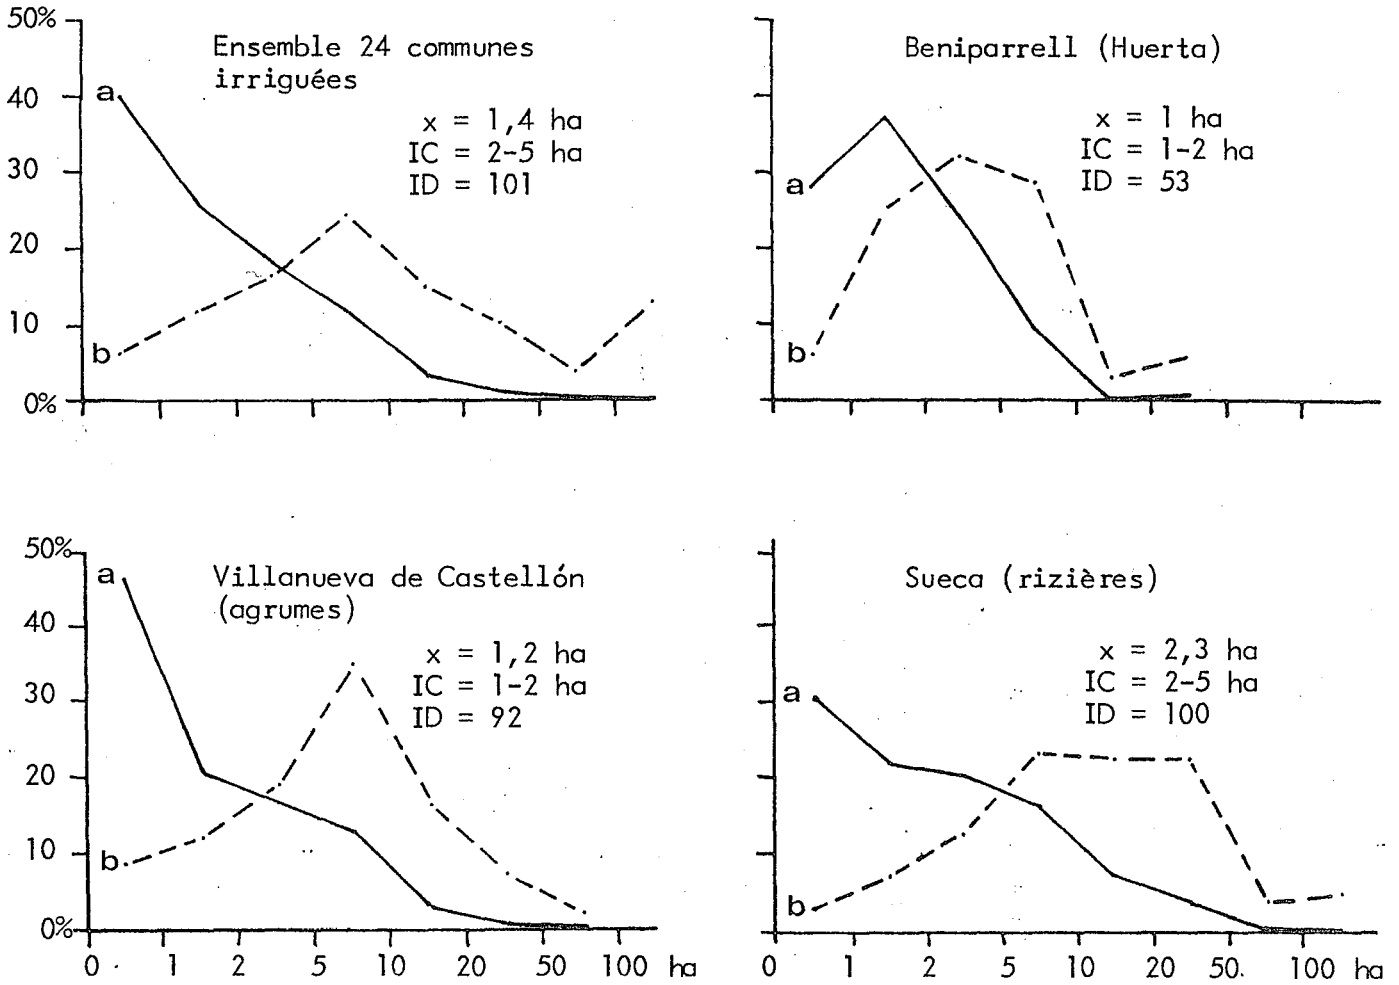 50%
40
30
20
10
0%
Ensemble 24 communes
irriguées
x = 1,4 ha
IC = 2-5 ha
ID = 101
a
b
Beniparrell (Huerta)
x = 1 ha
IC = 1-2 ha
ID = 53
a
b
50%
40
30
20
10
0%
Villanueva de Castellón
(agrumes)
x = 1,2 ha
IC = 1-2 ha
ID = 92
a
b
0 1 2 5 10 20 50 100 ha
Sueca (rizières)
x = 2,3 ha
IC = 2-5 ha
ID = 100
a
b
0 1 2 5 10 20 50. 100 ha